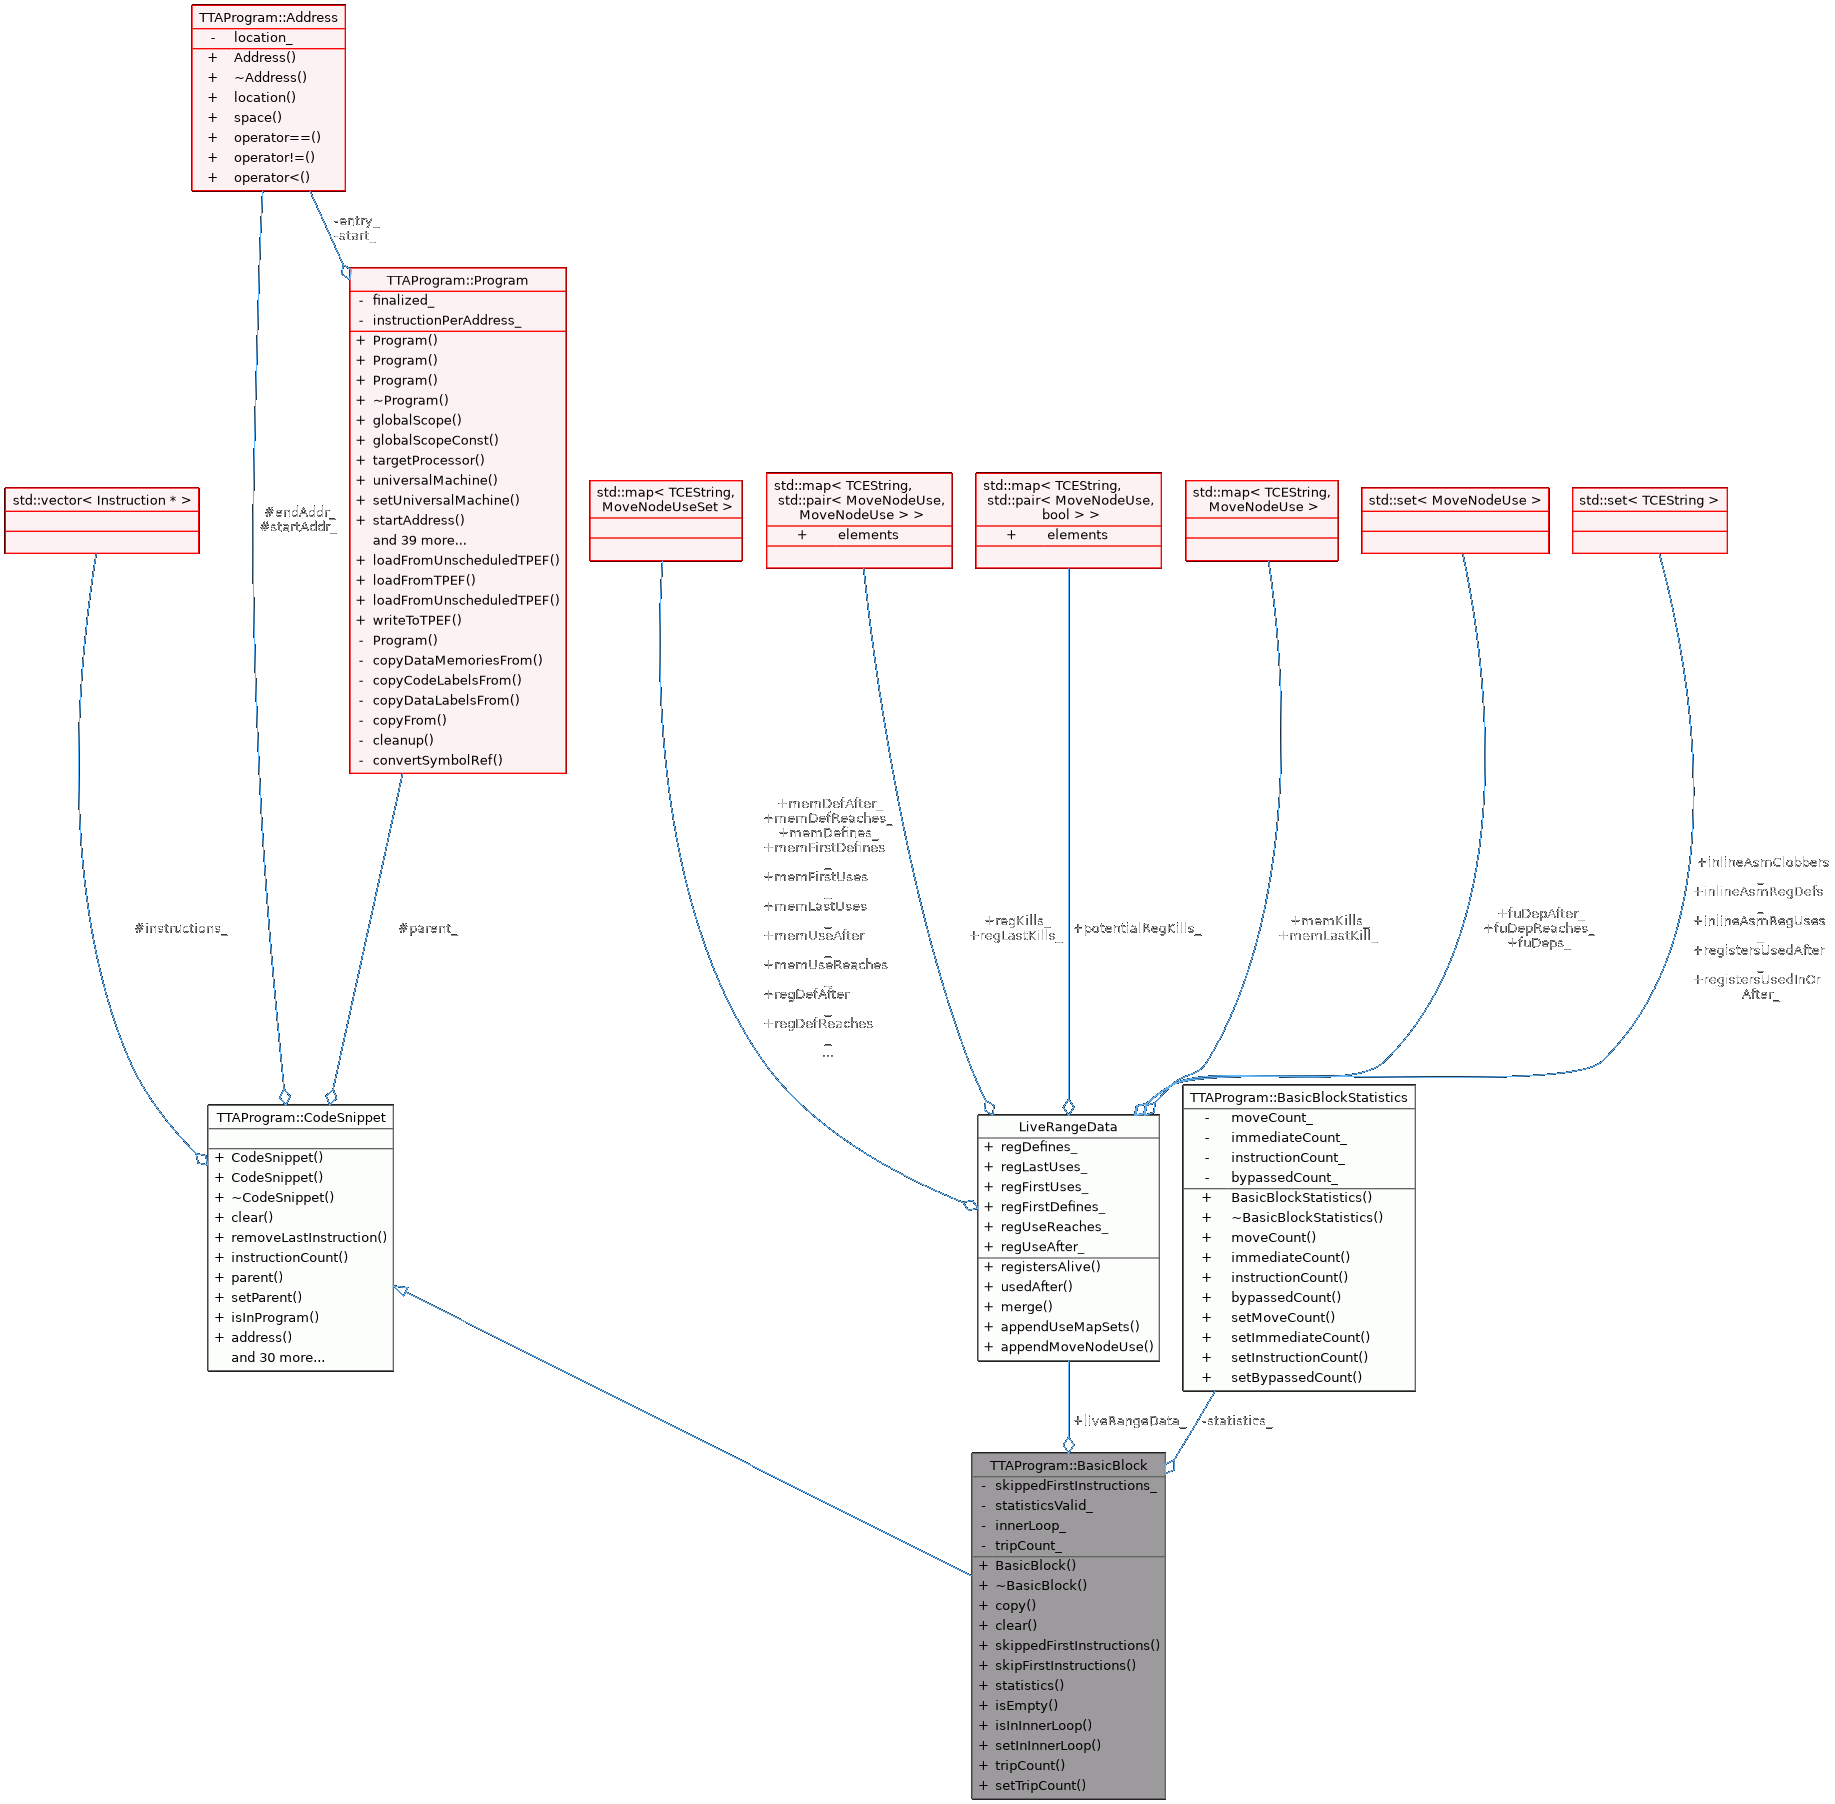 TTAProgram::Address
- location_
+ Address()
+ ~Address()
+ location()
+ space()
+ operator==()
+ operator!=()
+ operator<()
-entry_
-start_
TTAProgram::Program
- finalized_
- instructionPerAddress_
+ Program()
+ Program()
+ Program()
+ ~Program()
+ globalScope()
+ globalScopeConst()
+ targetProcessor()
+ universalMachine()
+ setUniversalMachine()
+ startAddress()
and 39 more...
+ loadFromUnscheduledTPEF()
+ loadFromTPEF()
+ loadFromUnscheduledTPEF()
+ writeToTPEF()
- Program()
- copyDataMemoriesFrom()
- copyCodeLabelsFrom()
- copyDataLabelsFrom()
- copyFrom()
- cleanup()
- convertSymbolRef()
std::vector< Instruction * >
#endAddr_
#startAddr_
std::map< TCEString,
MoveNodeUseSet >
std::map< TCEString,
std::pair< MoveNodeUse,
MoveNodeUse > >
+ elements
std::map< TCEString,
std::pair< MoveNodeUse,
bool > >
+ elements
std::map< TCEString,
MoveNodeUse >
std::set< MoveNodeUse >
std::set< TCEString >
#instructions_
#parent_
+memDefAfter_
+memDefReaches_
+memDefines_
+memFirstDefines
_
+memFirstUses
_
+memLastUses
_
+memUseAfter
_
+memUseReaches
_
+regDefAfter
_
+regDefReaches
_
...
+regKills_
+regLastKills_
+potentialRegKills_
+memKills_
+memLastKill_
+fuDepAfter_
+fuDepReaches_
+fuDeps_
+inlineAsmClobbers
_
+inlineAsmRegDefs
_
+inlineAsmRegUses
_
+registersUsedAfter
_
+registersUsedInOr
After_
TTAProgram::CodeSnippet
+ CodeSnippet()
+ CodeSnippet()
+ ~CodeSnippet()
+ clear()
+ removeLastInstruction()
+ instructionCount()
+ parent()
+ setParent()
+ isInProgram()
+ address()
and 30 more...
LiveRangeData
+ regDefines_
+ regLastUses_
+ regFirstUses_
+ regFirstDefines_
+ regUseReaches_
+ regUseAfter_
+ registersAlive()
+ usedAfter()
+ merge()
+ appendUseMapSets()
+ appendMoveNodeUse()
TTAProgram::BasicBlockStatistics
- moveCount_
- immediateCount_
- instructionCount_
- bypassedCount_
+ BasicBlockStatistics()
+ ~BasicBlockStatistics()
+ moveCount()
+ immediateCount()
+ instructionCount()
+ bypassedCount()
+ setMoveCount()
+ setImmediateCount()
+ setInstructionCount()
+ setBypassedCount()
+liveRangeData_
-statistics_
TTAProgram::BasicBlock
- skippedFirstInstructions_
- statisticsValid_
- innerLoop_
- tripCount_
+ BasicBlock()
+ ~BasicBlock()
+ copy()
+ clear()
+ skippedFirstInstructions()
+ skipFirstInstructions()
+ statistics()
+ isEmpty()
+ isInInnerLoop()
+ setInInnerLoop()
+ tripCount()
+ setTripCount()